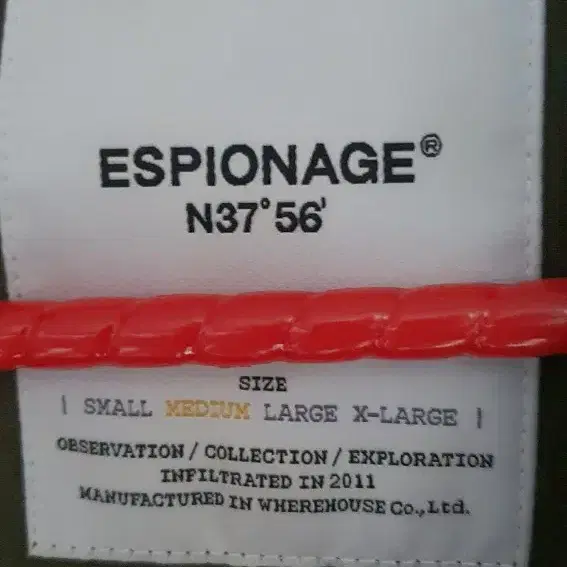 ESPIONAGE®
N37°56'
SIZE
| SMALL MEDIUM LARGE X-LARGE |
OBSERVATION / COLLECTION / EXPLORATION
INFILTRATED IN 2011
MANUFACTURED IN WHEREHOUSE Co., Ltd.